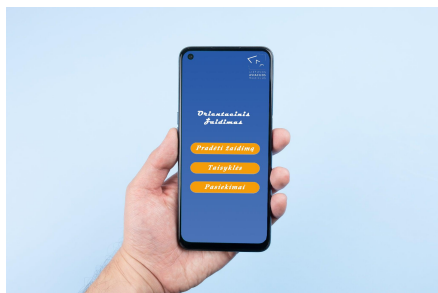 Orientacinis
Žaidimas
Pradėti žaidimą
Taisyklės
Pasiekimai